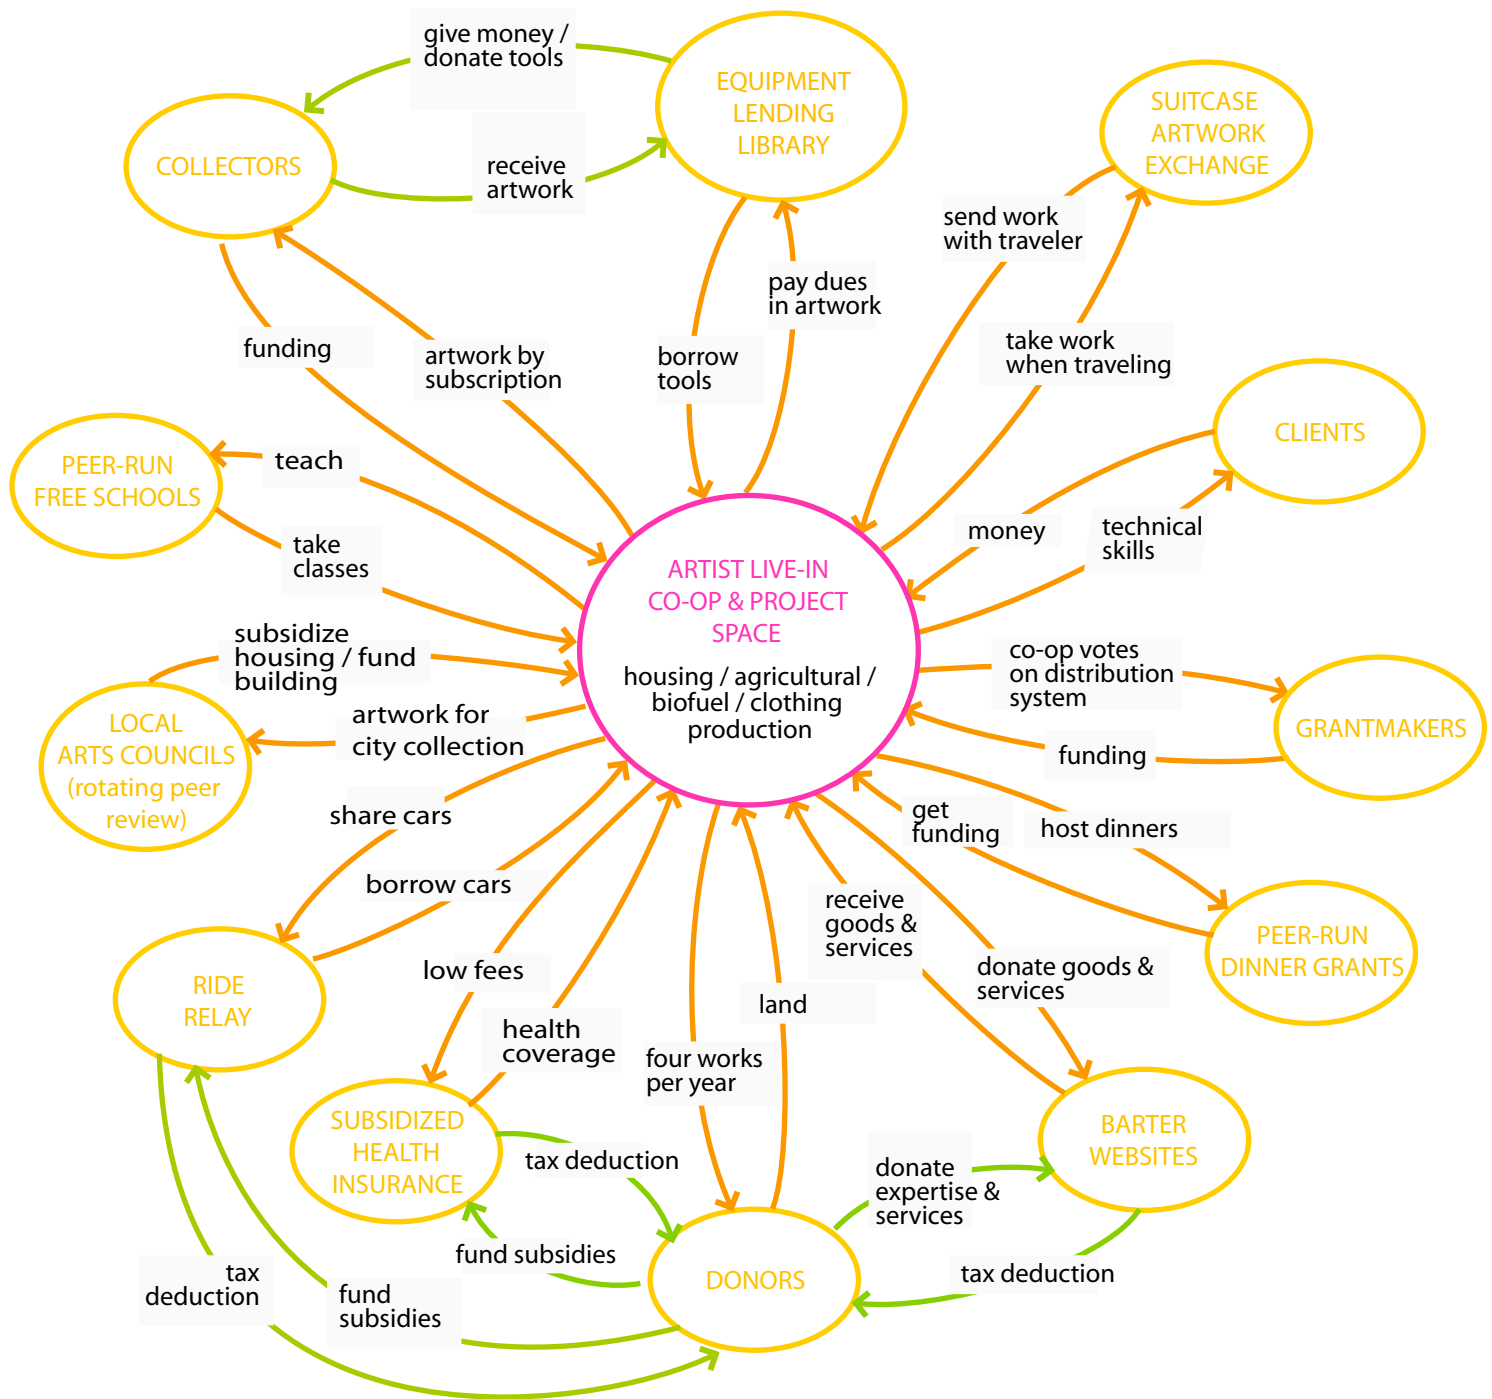 give money /
donate tools
EQUIPMENT
LENDING
LIBRARY
SUITCASE
ARTWORK
EXCHANGE
COLLECTORS
receive
artwork
send work
with traveler
pay dues
in artwork
funding
artwork by
subscription
borrow
tools
take work
when traveling
CLIENTS
PEER-RUN
FREE SCHOOLS
teach
take
classes
money
technical
skills
ARTIST LIVE-IN
CO-OP & PROJECT
SPACE
housing / agricultural /
biofuel / clothing
production
subsidize
housing / fund
building
co-op votes
on distribution
system
LOCAL
ARTS COUNCILS
(rotating peer
review)
artwork for
city collection
GRANTMAKERS
funding
share cars
get
funding
host dinners
borrow cars
receive
goods &
services
PEER-RUN
DINNER GRANTS
RIDE
RELAY
low fees
donate goods &
services
land
health
coverage
four works
per year
SUBSIDIZED
HEALTH
INSURANCE
BARTER
WEBSITES
tax deduction
donate
expertise &
services
fund subsidies
DONORS
tax deduction
tax
deduction
fund
subsidies